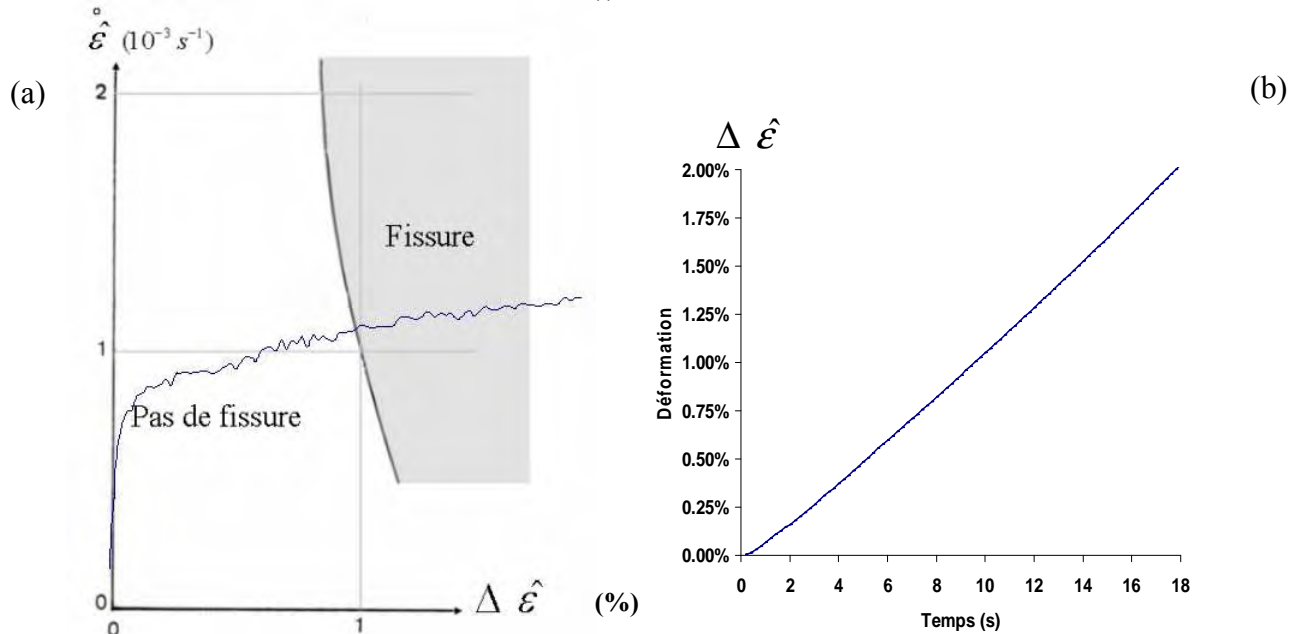 (a)
ε̊̂ (10⁻³ s⁻¹)
2
1
0
0
1
Fissure
Pas de fissure
Δ ε̂ (%)
(b)
Δ ε̂
2.00%
1.75%
1.50%
1.25%
1.00%
0.75%
0.50%
0.25%
0.00%
Déformation
0 2 4 6 8 10 12 14 16 18
Temps (s)